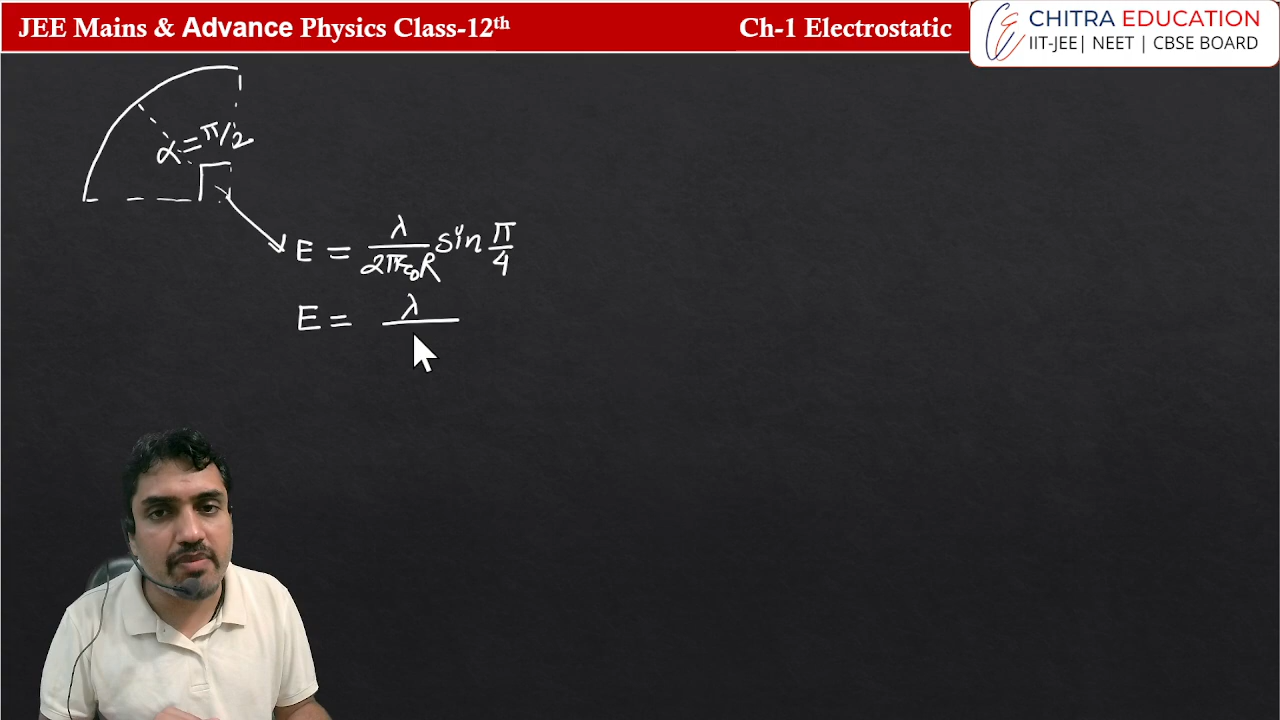 JEE Mains & Advance Physics Class-12th
Ch-1 Electrostatic
CHITRA EDUCATION
IIT-JEE| NEET | CBSE BOARD
α = π/2
E = λ/2πε₀R sin π/4
E = λ